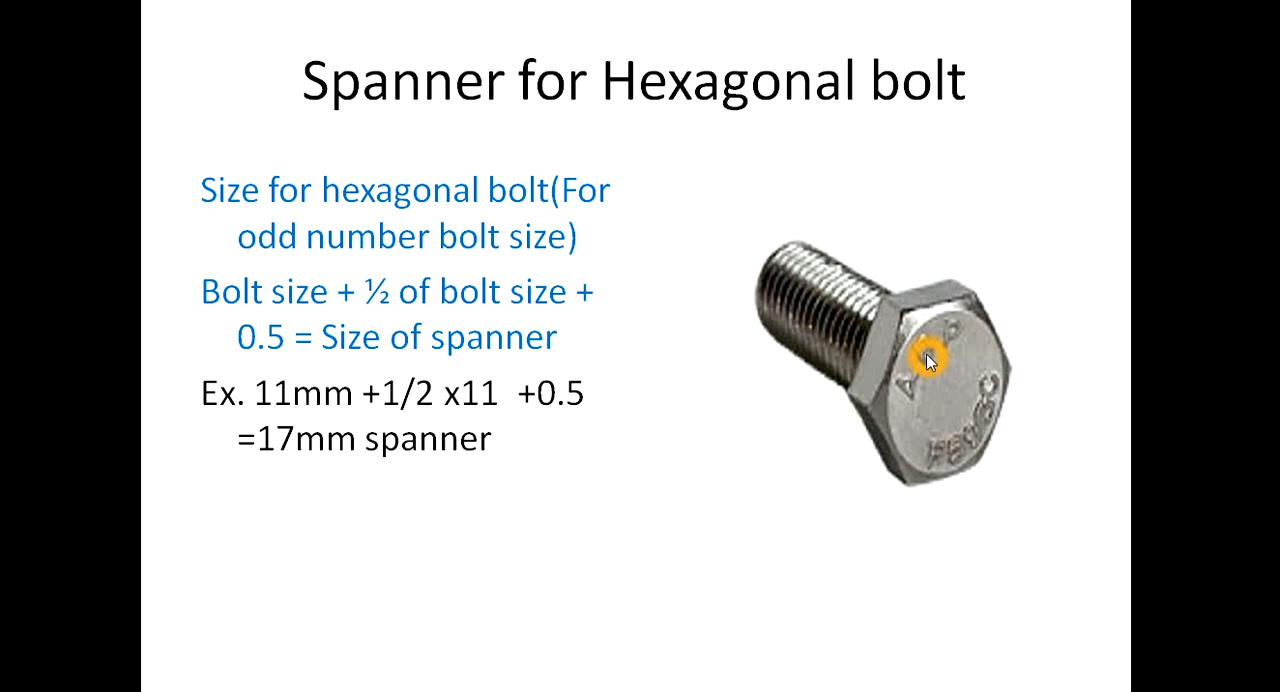 Spanner for Hexagonal bolt
Size for hexagonal bolt(For
odd number bolt size)
Bolt size + ½ of bolt size +
0.5 = Size of spanner
Ex. 11mm +1/2 x11  +0.5
=17mm spanner